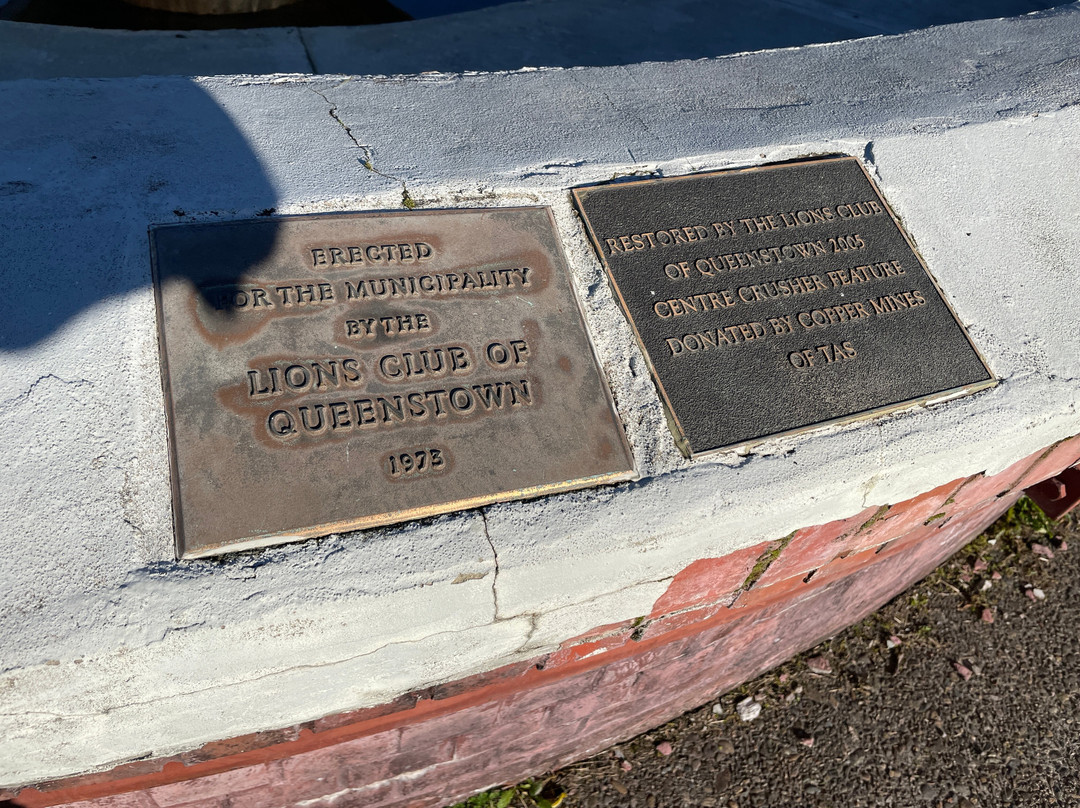 ERECTED
FOR THE MUNICIPALITY
BY THE
LIONS CLUB OF
QUEENSTOWN
1973
RESTORED BY THE LIONS CLUB
OF QUEENSTOWN 2005
CENTRE CRUSHER FEATURE
DONATED BY COPPER MINES
OF TAS